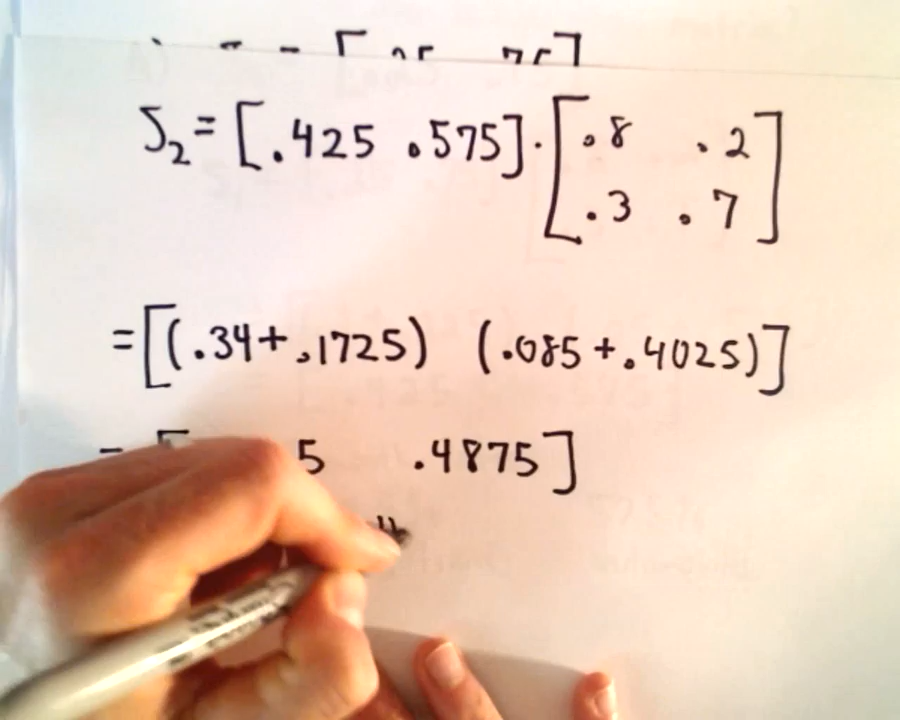 S₂ = [.425 .575] · [.8 .2
.3 .7]
= [(.34 + .1725) (.085 + .4025)]
= [ 5 .4875]